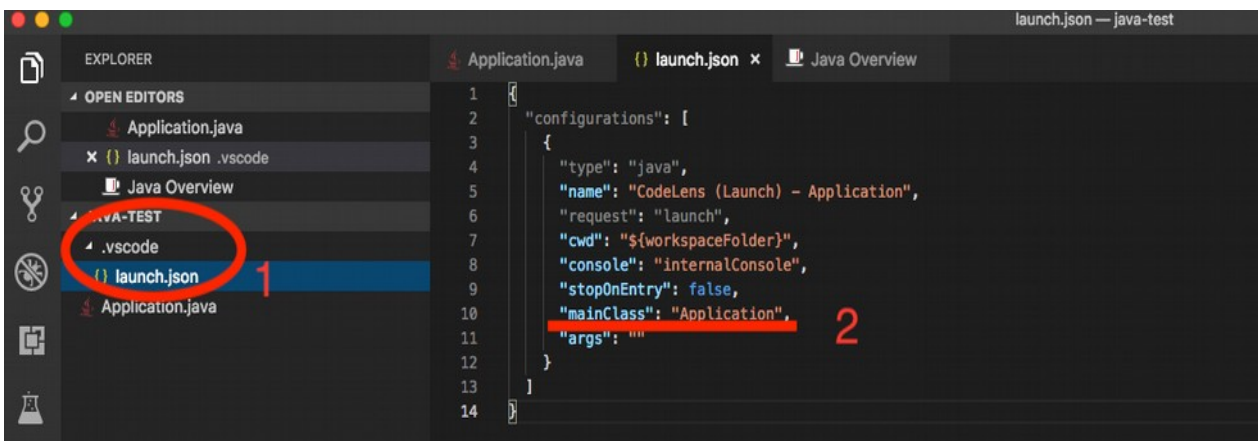 launch.json — java-test
EXPLORER
OPEN EDITORS
Application.java
launch.json .vscode
Java Overview
JAVA-TEST
.vscode
{} launch.json
Application.java
1
Application.java
{} launch.json ×
Java Overview
1 {
2 "configurations": [
3 {
4 "type": "java",
5 "name": "CodeLens (Launch) – Application",
6 "request": "launch",
7 "cwd": "${workspaceFolder}",
8 "console": "internalConsole",
9 "stopOnEntry": false,
10 "mainClass": "Application",
11 "args": ""
12 }
13 ]
14 }
2